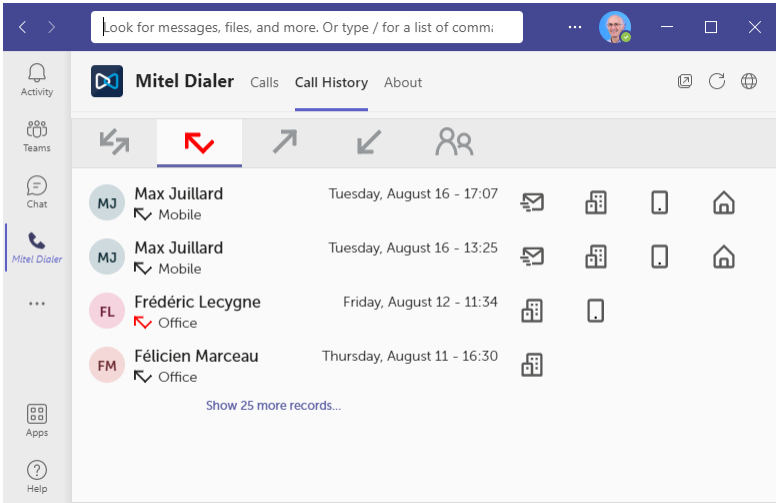 Look for messages, files, and more. Or type / for a list of comma
Activity
Teams
Chat
Mitel Dialer
Apps
Help
Mitel Dialer Calls Call History About
MJ Max Juillard Tuesday, August 16 - 17:07
Mobile
MJ Max Juillard Tuesday, August 16 - 13:25
Mobile
FL Frédéric Lecygne Friday, August 12 - 11:34
Office
FM Félicien Marceau Thursday, August 11 - 16:30
Office
Show 25 more records...